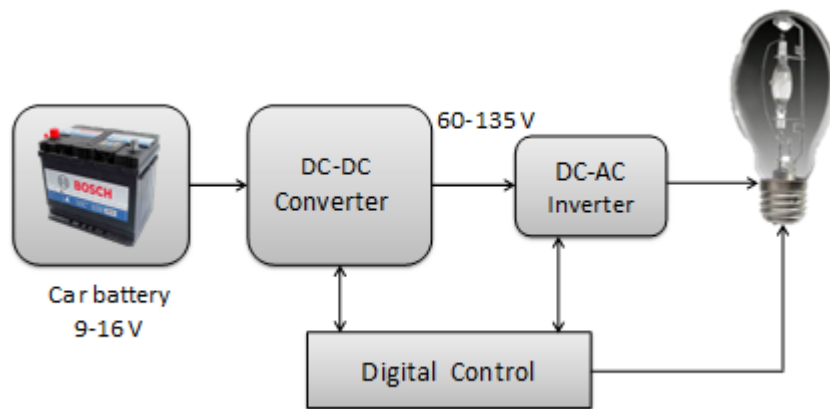 60-135 V
DC-DC
Converter
DC-AC
Inverter
BOSCH
Car battery
9-16 V
Digital Control